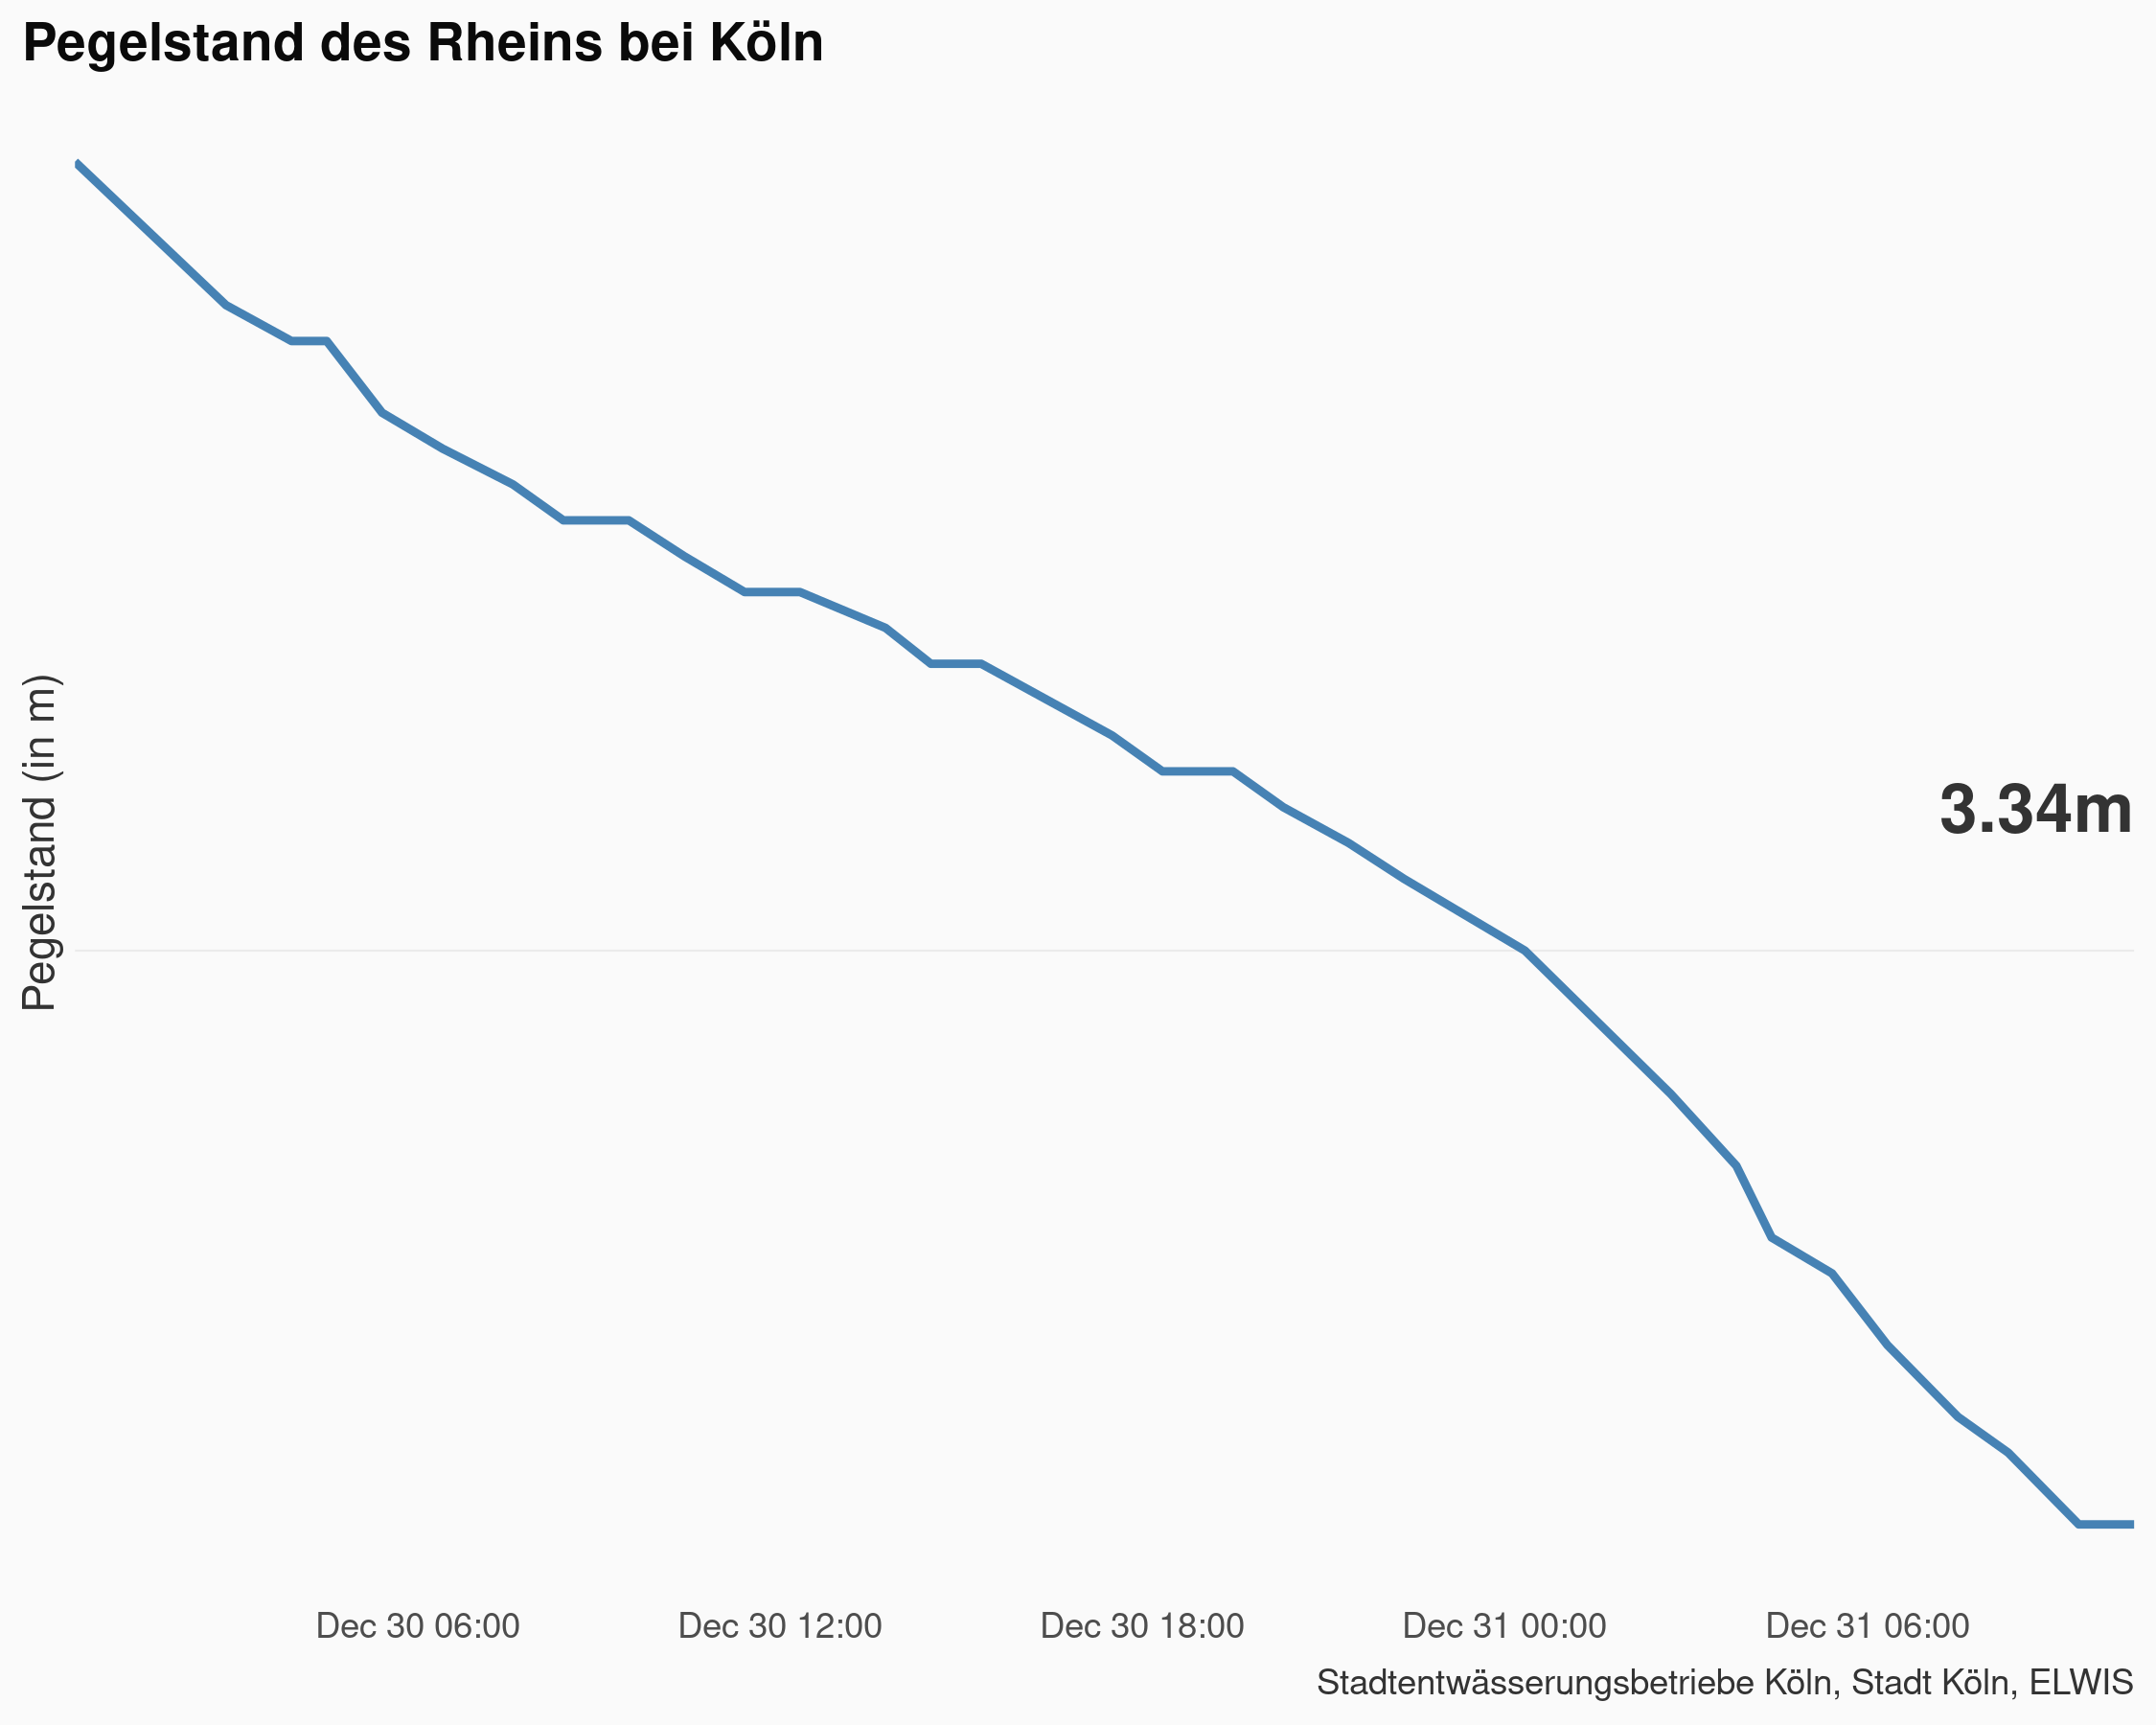 Pegelstand des Rheins bei Köln
Pegelstand (in m)
3.34m
Dec 30 06:00
Dec 30 12:00
Dec 30 18:00
Dec 31 00:00
Dec 31 06:00
Stadtentwässerungsbetriebe Köln, Stadt Köln, ELWIS